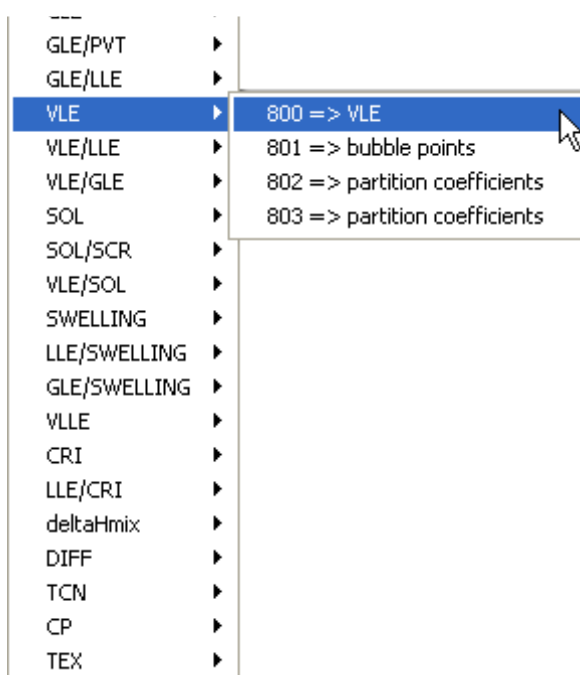 GLE/PVT
GLE/LLE
VLE
800 => VLE
VLE/LLE
801 => bubble points
VLE/GLE
802 => partition coefficients
SOL
803 => partition coefficients
SOL/SCR
VLE/SOL
SWELLING
LLE/SWELLING
GLE/SWELLING
VLLE
CRI
LLE/CRI
deltaHmix
DIFF
TCN
CP
TEX